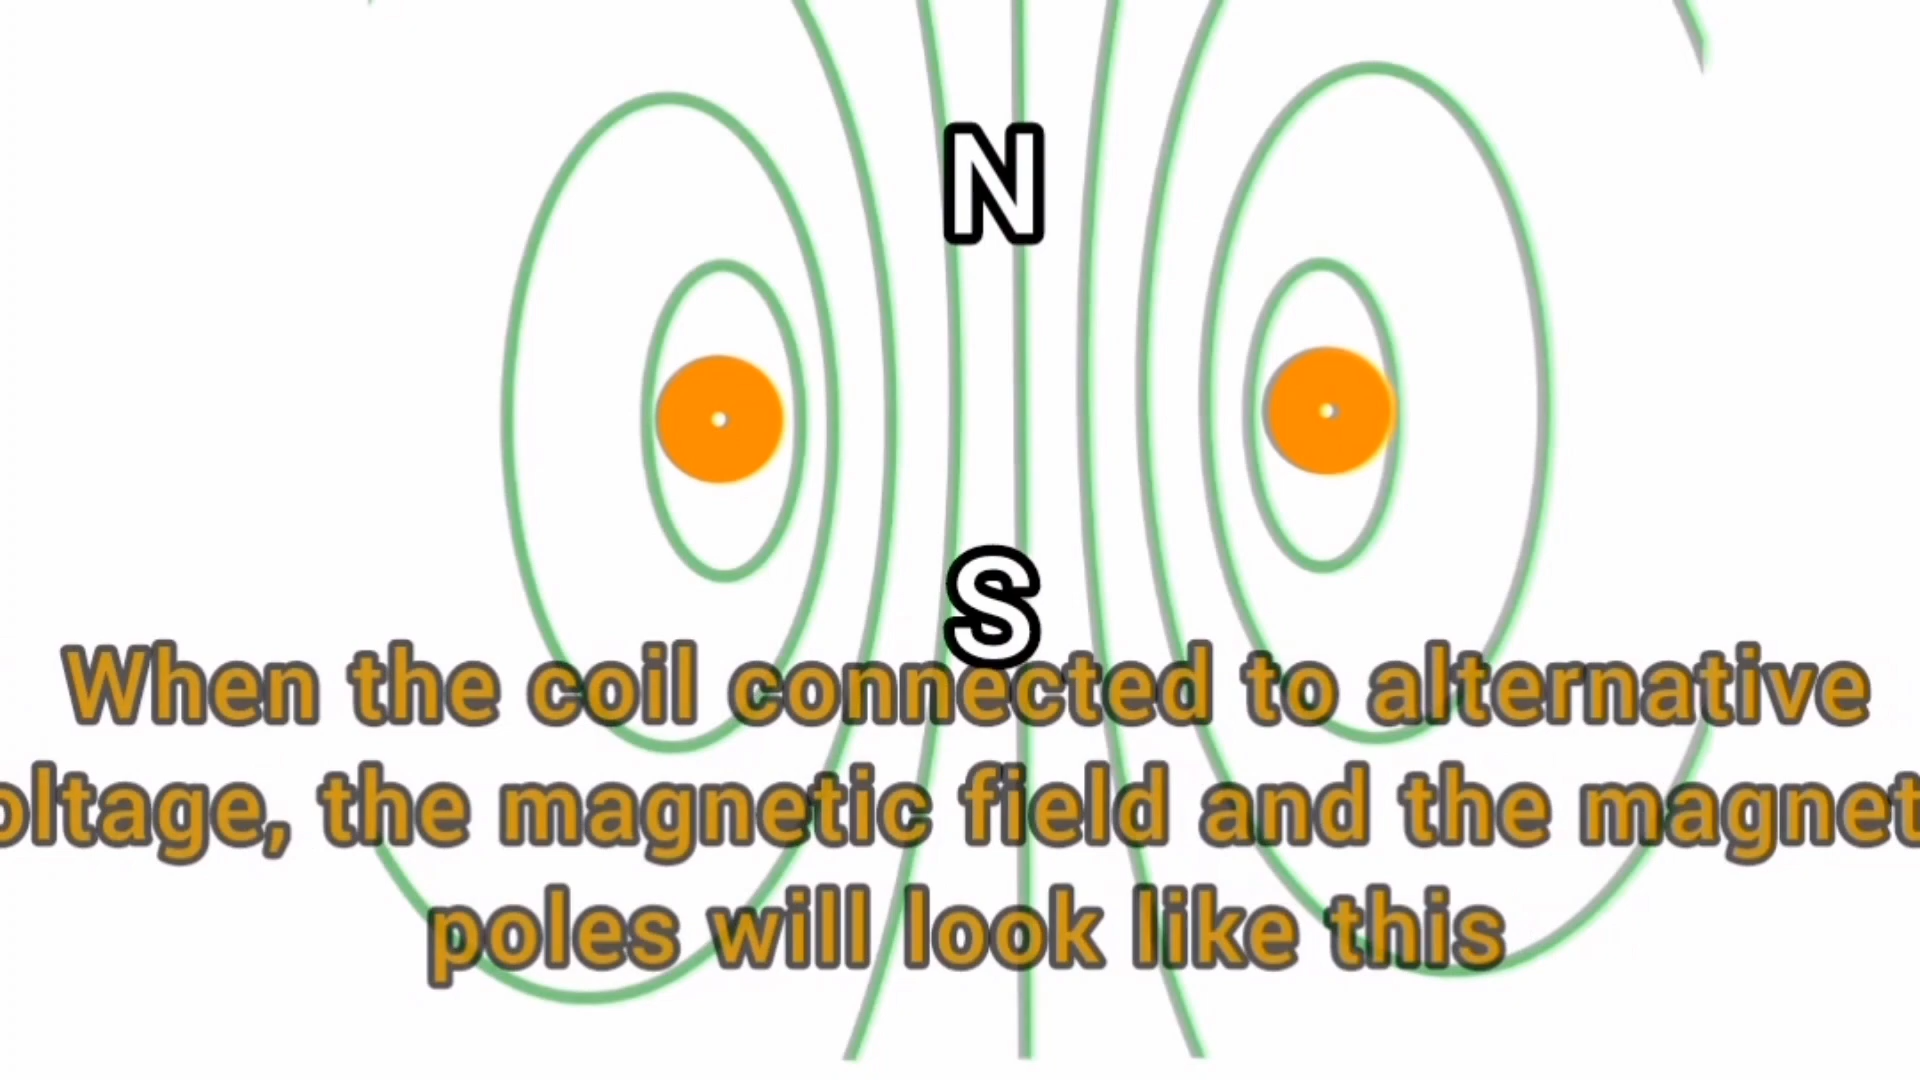 N
S
When the coil connected to alternative
oltage, the magnetic field and the magnet
poles will look like this